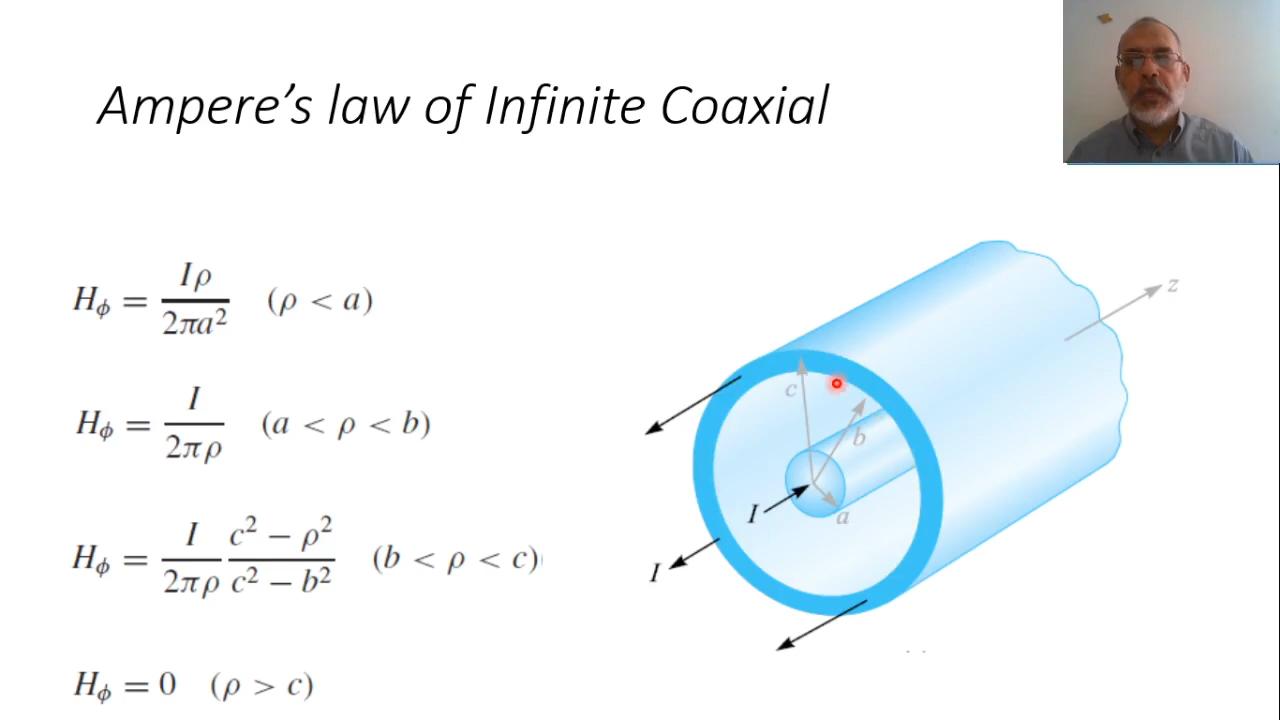 Ampere's law of Infinite Coaxial
H_ϕ = Iρ / 2πa² (ρ < a)
H_ϕ = I / 2πρ (a < ρ < b)
H_ϕ = I / 2πρ c² − ρ² / c² − b² (b < ρ < c)
H_ϕ = 0 (ρ > c)
z
c
b
a
I
I